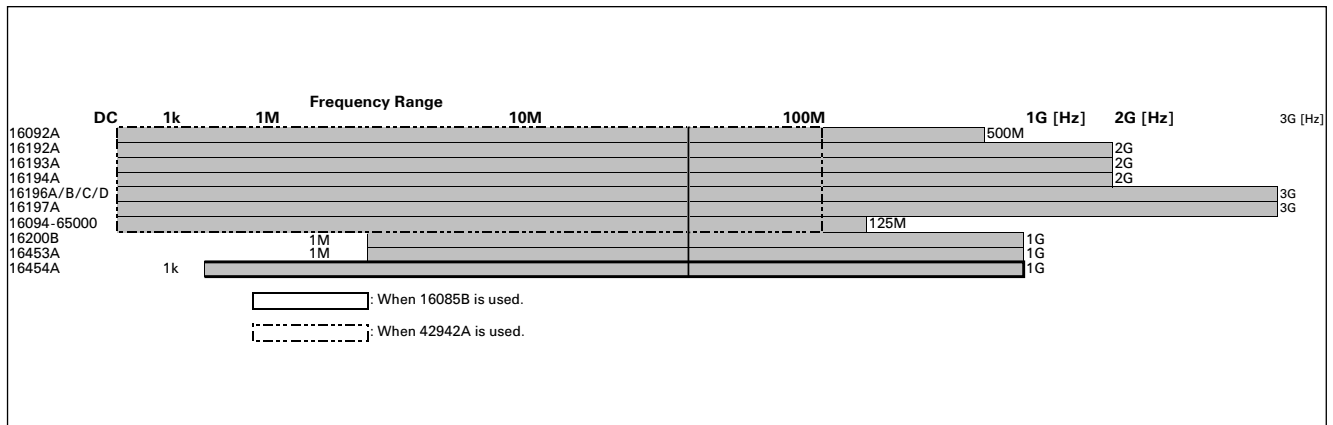 Frequency Range
DC 1k 1M 10M 100M 1G [Hz] 2G [Hz] 3G [Hz]
16092A 500M
16192A 2G
16193A 2G
16194A 2G
16196A/B/C/D 3G
16197A 3G
16094-65000 125M
16200B 1M 1G
16453A 1M 1G
16454A 1k 1G
: When 16085B is used.
: When 42942A is used.